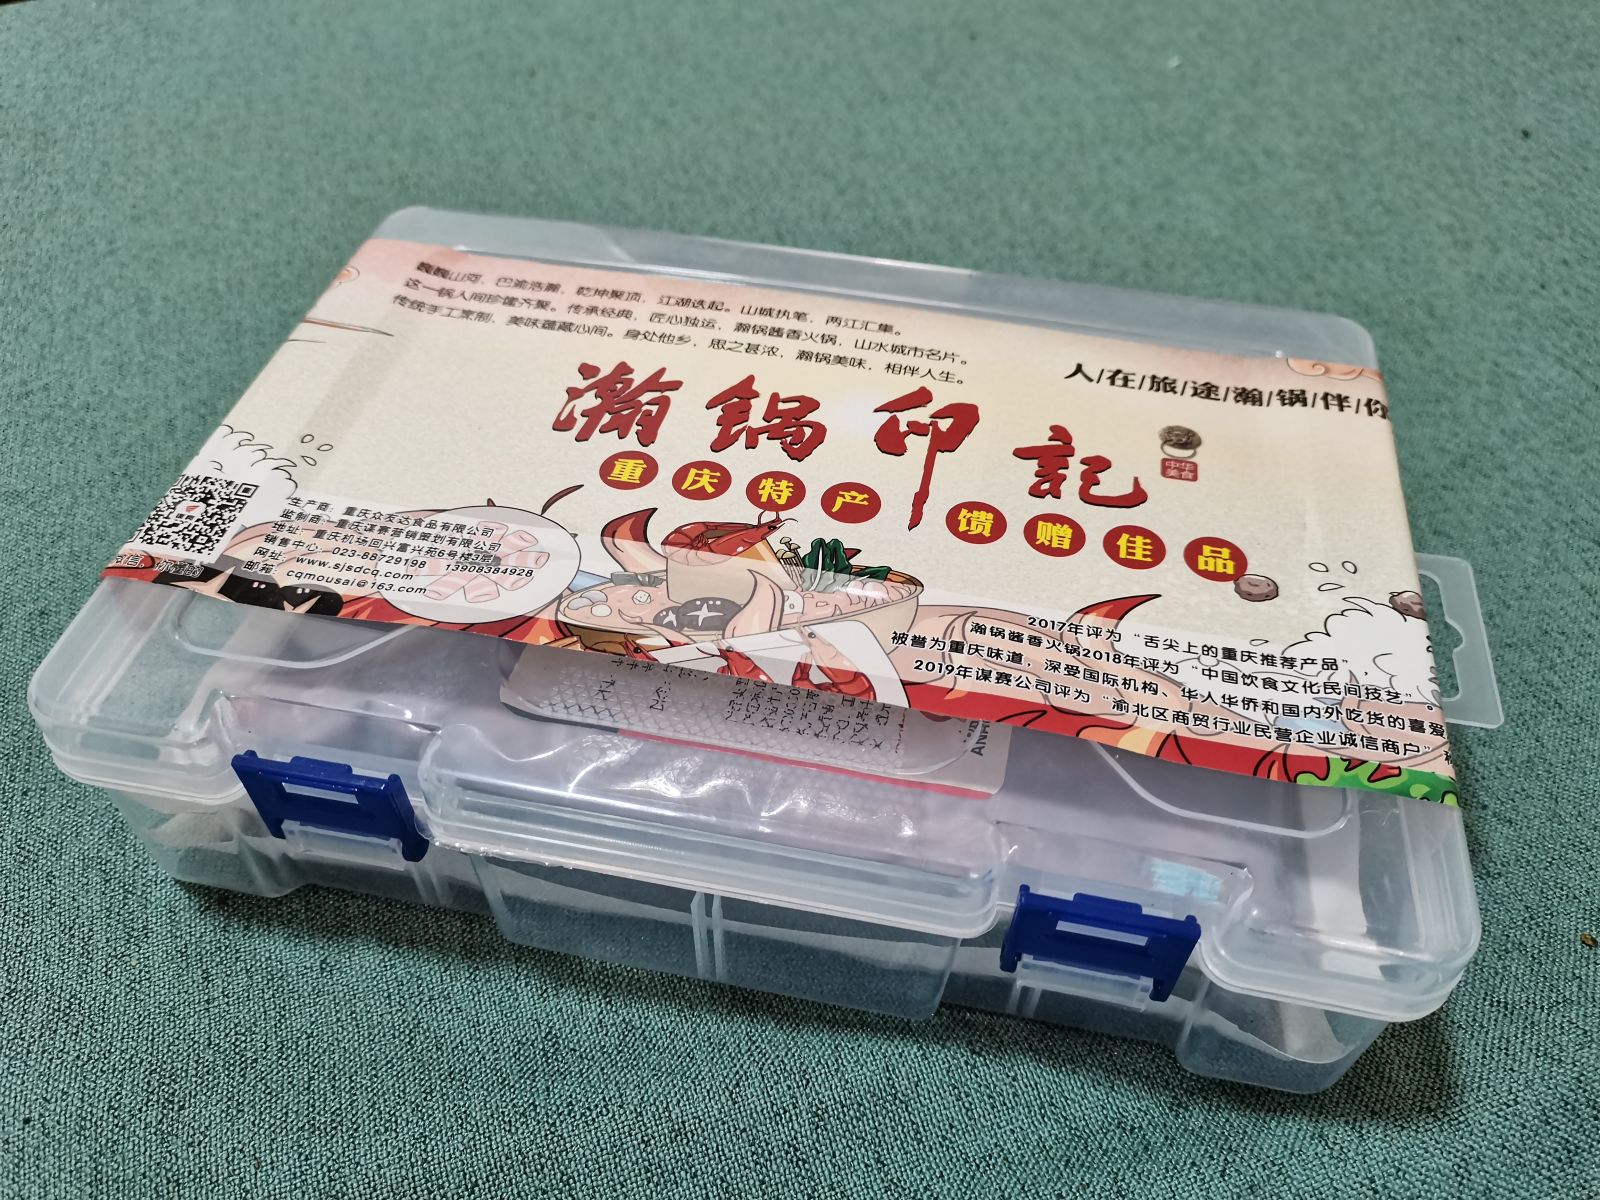 巍巍山河，巴渝浩瀚，乾坤聚顶，江湖迭起。山城执笔，两江汇集。
这一锅人间珍馐齐聚。传承经典，匠心独运，瀚锅酱香火锅，山水城市名片。
传统手工烹制，美味蕴藏心间。身处他乡，思之甚浓，瀚锅美味，相伴人生。
人/在/旅/途/瀚/锅/伴/你
瀚锅印記
中华
美食
重庆特产 馈赠佳品
生产商：重庆众友达食品有限公司
监制商：重庆谋赛营销策划有限公司
地址：重庆机场回兴富兴苑6号楼3层
销售中心：023-88729198 13908384928
网址：www.sjsdcq.com
邮箱：cqmousai@163.com
2017年评为“舌尖上的重庆推荐产品”，
瀚锅酱香火锅2018年评为“中国饮食文化民间技艺”。
被誉为重庆味道，深受国际机构、华人华侨和国内外吃货的喜爱
2019年谋赛公司评为“渝北区商贸行业民营企业诚信商户”